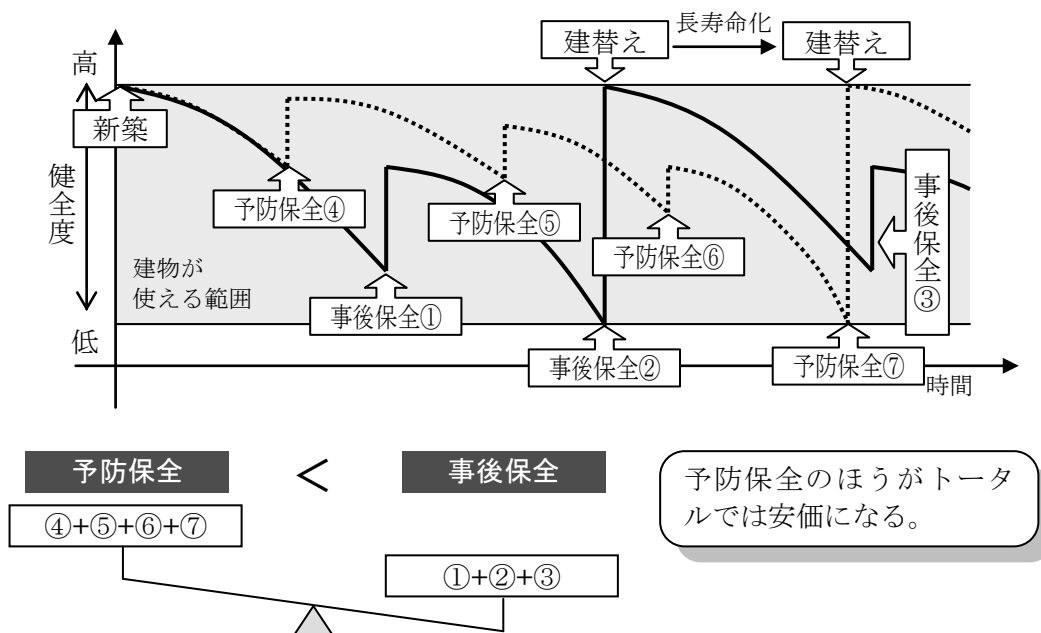 建替え
長寿命化
建替え
高
新築
健全度
予防保全④
予防保全⑤
予防保全⑥
事後保全③
建物が
使える範囲
事後保全①
低
事後保全②
予防保全⑦
時間
予防保全
<
事後保全
④+⑤+⑥+⑦
①+②+③
予防保全のほうがトータ
ルでは安価になる。